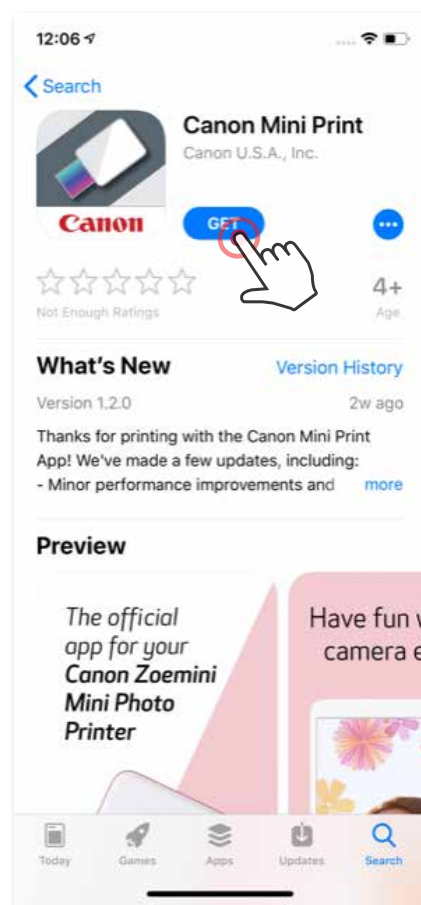 12:06
Search
Canon Mini Print
Canon U.S.A., Inc.
Canon
GET
4+
Not Enough Ratings
Age
What's New
Version History
Version 1.2.0
2w ago
Thanks for printing with the Canon Mini Print
App! We've made a few updates, including:
- Minor performance improvements and more
Preview
The official
app for your
Canon Zoemini
Mini Photo
Printer
Have fun
camera e
Today Games Apps Updates Search